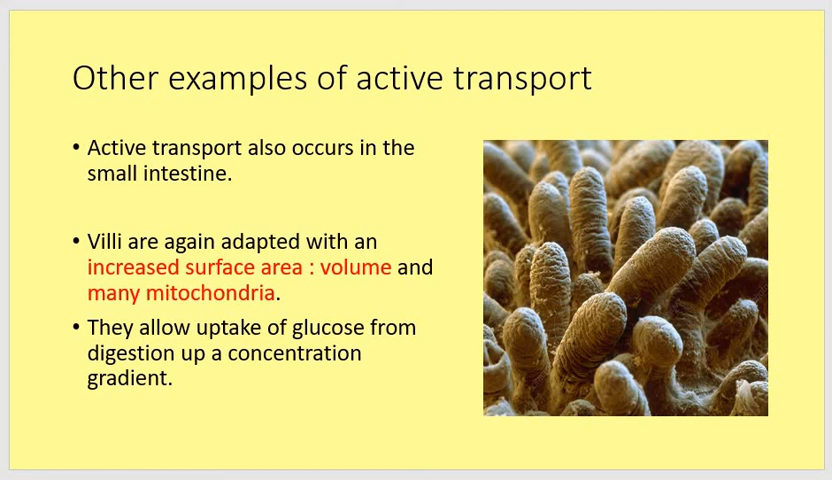 Other examples of active transport
• Active transport also occurs in the
small intestine.
• Villi are again adapted with an
increased surface area : volume and
many mitochondria.
• They allow uptake of glucose from
digestion up a concentration
gradient.